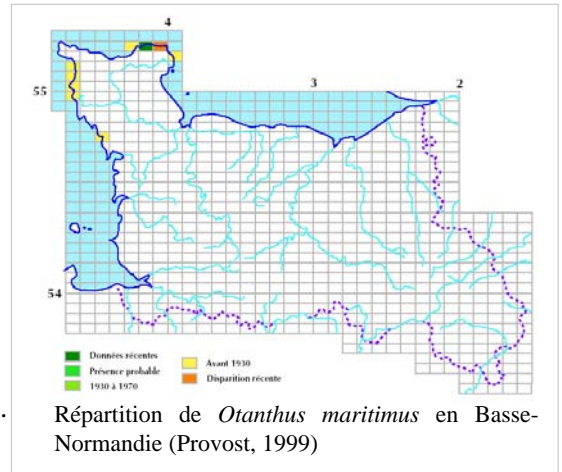 4
3
2
55
54
Données récentes
Présence probable
1930 à 1970
Avant 1930
Disparition récente
· Répartition de Otanthus maritimus en Basse-
Normandie (Provost, 1999)